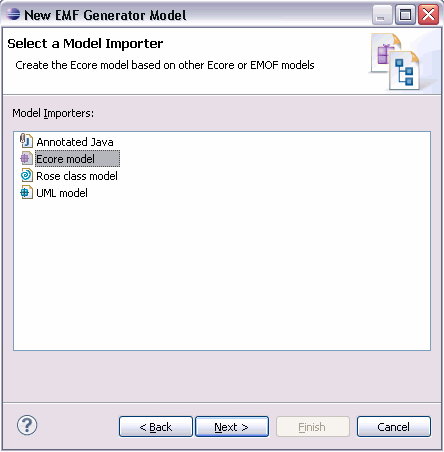 New EMF Generator Model
Select a Model Importer
Create the Ecore model based on other Ecore or EMOF models
Model Importers:
Annotated Java
Ecore model
Rose class model
UML model
?
< Back
Next >
Finish
Cancel